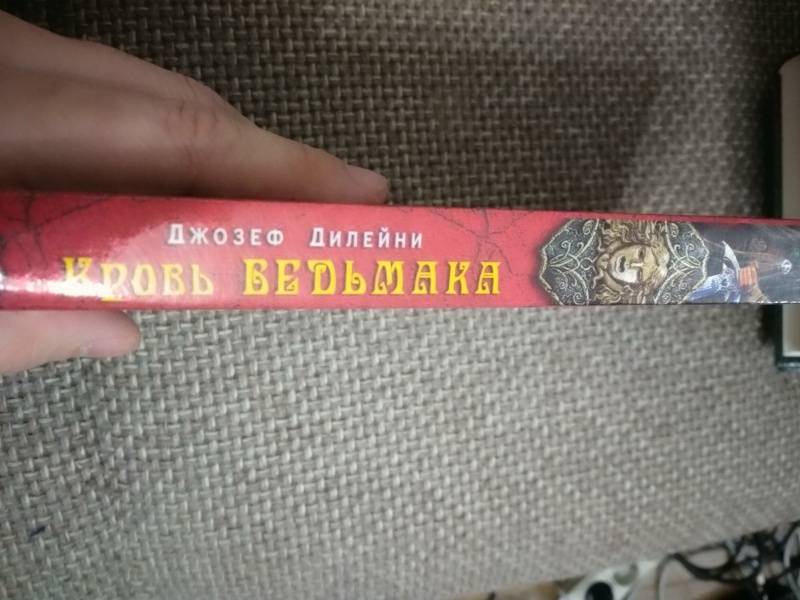 Джозеф Дилейни
Кровь Ведьмака